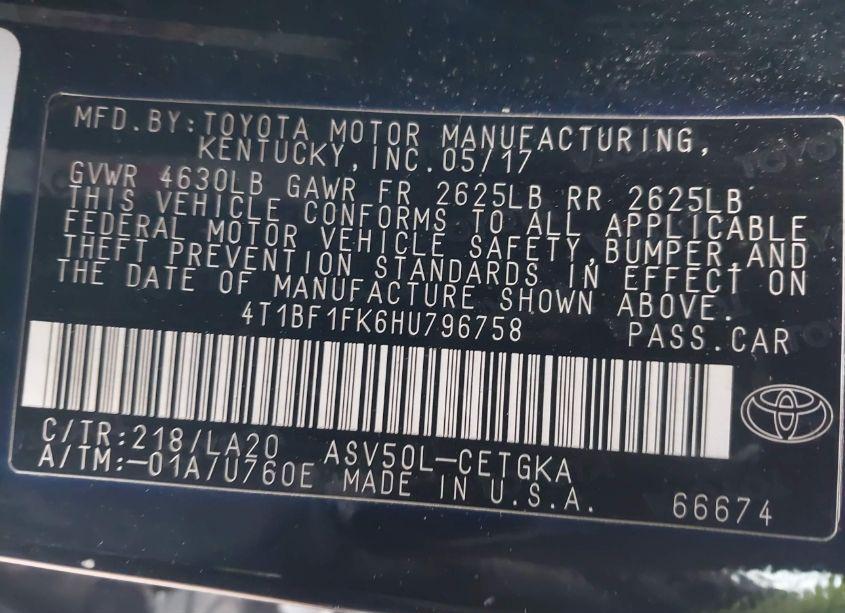 MFD.BY:TOYOTA MOTOR MANUFACTURING,
KENTUCKY,INC.05/17
GVWR 4630LB GAWR FR 2625LB RR 2625LB
THIS VEHICLE CONFORMS TO ALL APPLICABLE
FEDERAL MOTOR VEHICLE SAFETY,BUMPER,AND
THEFT PREVENTION STANDARDS IN EFFECT ON
THE DATE OF MANUFACTURE SHOWN ABOVE.
4T1BF1FK6HU796758 PASS.CAR
C/TR:218/LA20 ASV50L-CETGKA
A/TM:-01A/U760E MADE IN U.S.A.
66674